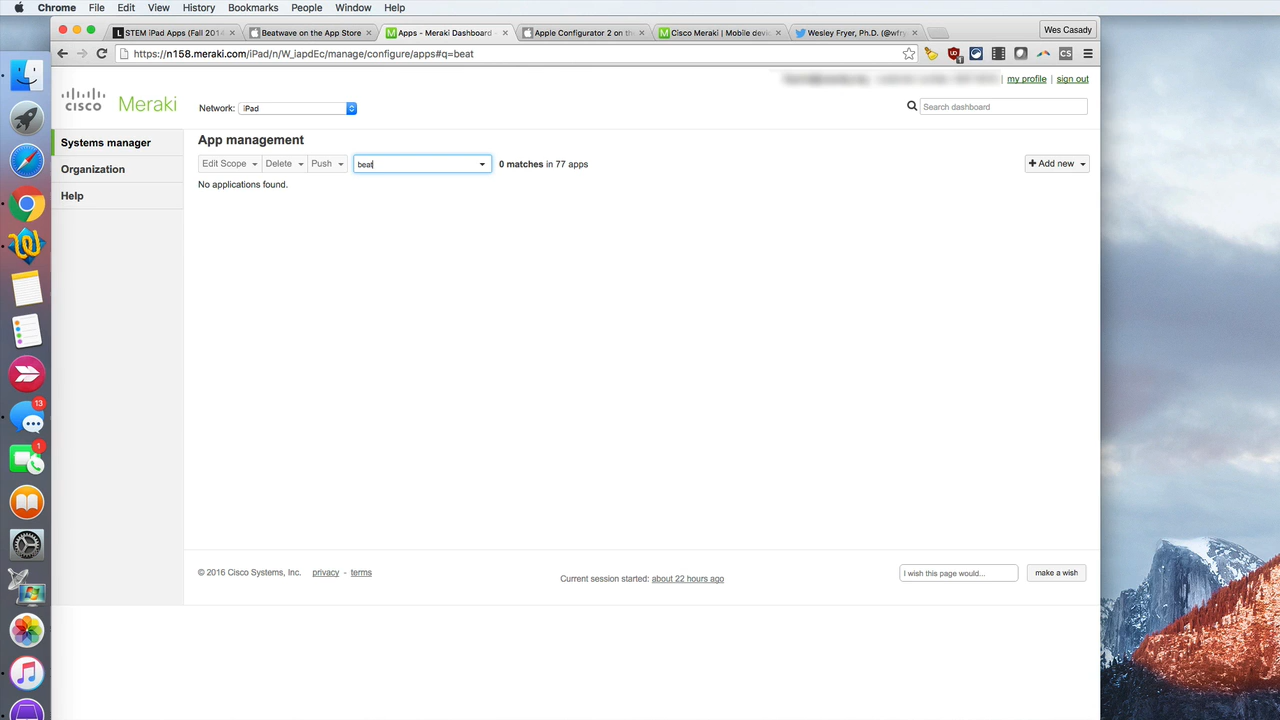 Chrome File Edit View History Bookmarks People Window Help
STEM iPad Apps (Fall 2014 Beatwave on the App Store Apps - Meraki Dashboard Apple Configurator 2 on th Cisco Meraki | Mobile devic Wesley Fryer, Ph.D. (@wfry Wes Casady
https://n158.meraki.com/iPad/n/W_iapdEc/manage/configure/apps#q=beat
my profile | sign out
cisco Meraki Network: iPad Search dashboard
Systems manager
Organization
Help
App management
Edit Scope Delete Push beat 0 matches in 77 apps + Add new
No applications found.
13
1
© 2016 Cisco Systems, Inc. privacy - terms
Current session started: about 22 hours ago
I wish this page would... make a wish